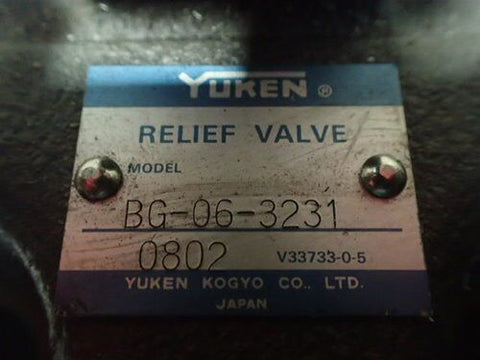 YUKEN ®
RELIEF VALVE
MODEL
BG-06-3231
0802 V33733-0-5
YUKEN KOGYO CO., LTD.
JAPAN